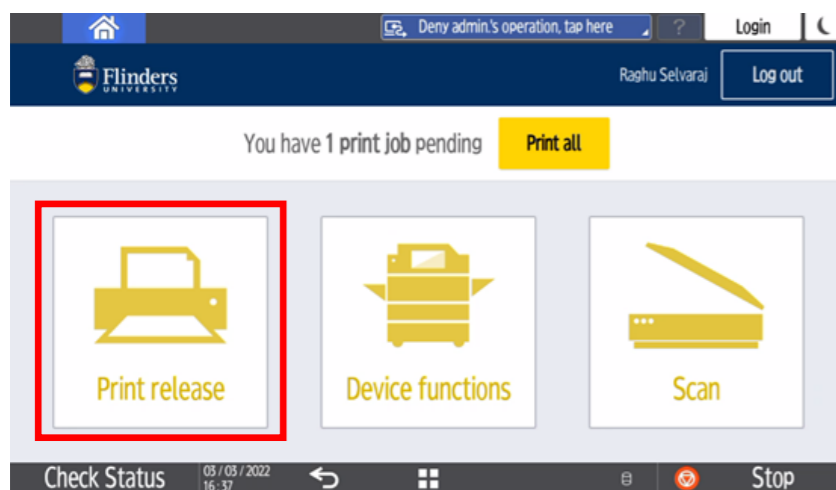 Deny admin.'s operation, tap here
?
Login
Flinders
UNIVERSITY
Raghu Selvaraj
Log out
You have 1 print job pending
Print all
Print release
Device functions
Scan
Check Status
03 / 03 / 2022
16 : 37
Stop